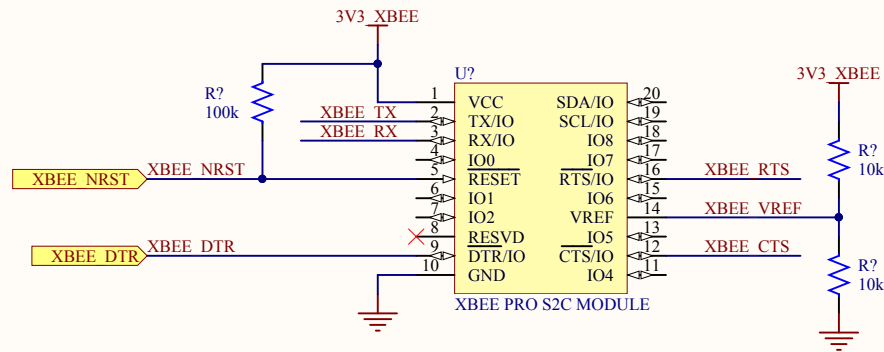 3V3_XBEE
U?
3V3_XBEE
R?
100k
1 VCC SDA/IO 20
XBEE_TX 2 TX/IO SCL/IO 19
XBEE_RX 3 RX/IO IO8 18
4 IO0 IO7 17
XBEE_NRST XBEE_NRST 5 RESET RTS/IO 16 XBEE_RTS
6 IO1 IO6 15
7 IO2 VREF 14 XBEE_VREF
8 RESVD IO5 13
XBEE_DTR XBEE_DTR 9 DTR/IO CTS/IO 12 XBEE_CTS
10 GND IO4 11
R?
10k
R?
10k
XBEE PRO S2C MODULE